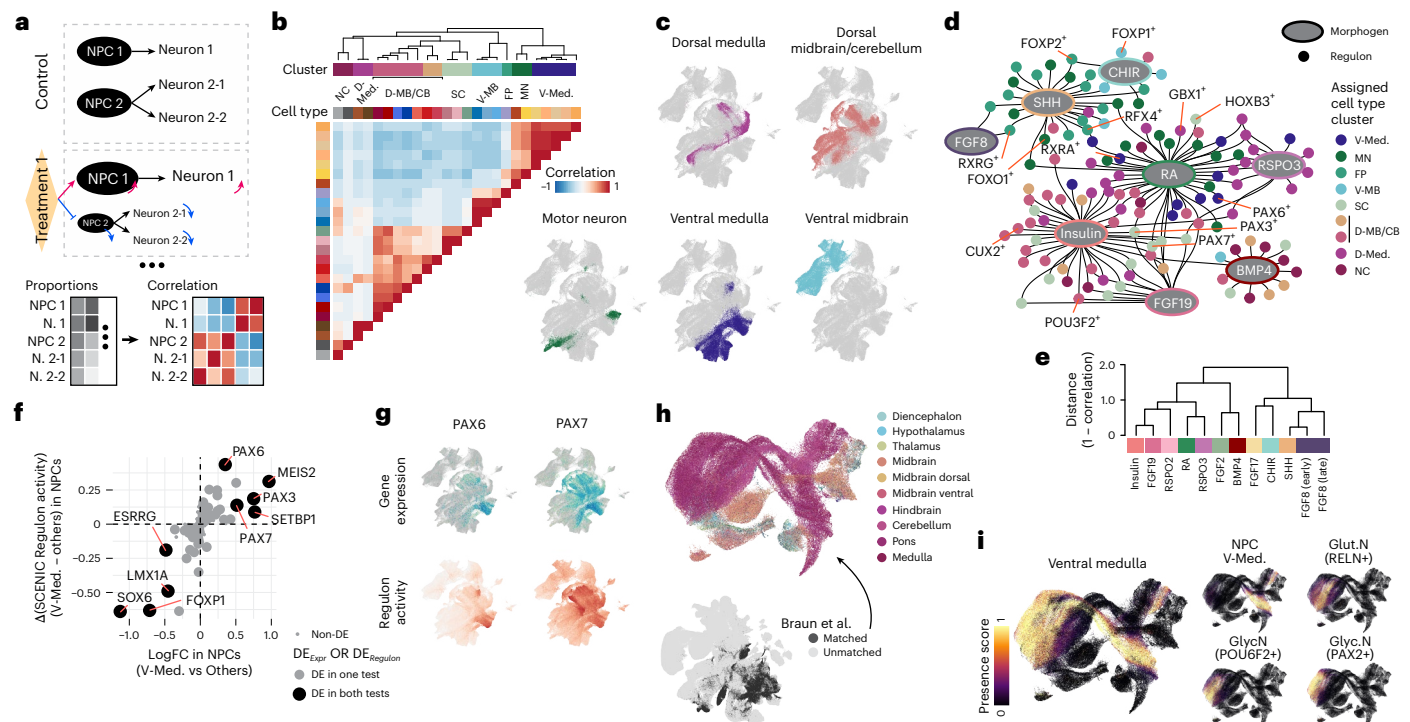 a
Control
NPC 1
Neuron 1
NPC 2
Neuron 2-1
Neuron 2-2
Treatment 1
NPC 1
Neuron 1
NPC 2
Neuron 2-1
Neuron 2-2
Proportions
NPC 1
N. 1
NPC 2
N. 2-1
N. 2-2
Correlation
NPC 1
N. 1
NPC 2
N. 2-1
N. 2-2
b
Cluster
NC
D-Med.
D-MB/CB
SC
V-MB
FP
MN
V-Med.
Cell type
Correlation
–1
1
c
Dorsal medulla
Dorsal
midbrain/cerebellum
Motor neuron
Ventral medulla
Ventral midbrain
d
FOXP2+
FOXP1+
CHIR
SHH
GBX1+
HOXB3+
RFX4+
FGF8
RXRG+
RXRA+
FOXO1+
RA
RSPO3
PAX6+
Insulin
PAX3+
CUX2+
PAX7+
BMP4
FGF19
POU3F2+
Morphogen
Regulon
Assigned
cell type
cluster
V-Med.
MN
FP
V-MB
SC
D-MB/CB
D-Med.
NC
e
Distance
(1 – correlation)
2.0
1.0
0
Insulin
FGF19
RSPO2
RA
RSPO3
FGF2
BMP4
FGF17
CHIR
SHH
FGF8 (early)
FGF8 (late)
f
Δ(SCENIC Regulon activity)
(V-Med. – others) in NPCs
0.25
0
–0.25
–0.50
PAX6
MEIS2
PAX3
SETBP1
PAX7
ESRRG
LMX1A
SOX6
FOXP1
–1.0
–0.5
0
0.5
1.0
LogFC in NPCs
(V-Med. vs Others)
Non-DE
DE Expr OR DE Regulon
DE in one test
DE in both tests
g
PAX6
PAX7
Gene
expression
Regulon
activity
h
Diencephalon
Hypothalamus
Thalamus
Midbrain
Midbrain dorsal
Midbrain ventral
Hindbrain
Cerebellum
Pons
Medulla
Braun et al.
Matched
Unmatched
i
Ventral medulla
Presence score
0
1
NPC
V-Med.
Glut.N
(RELN+)
GlycN
(POU6F2+)
Glyc.N
(PAX2+)